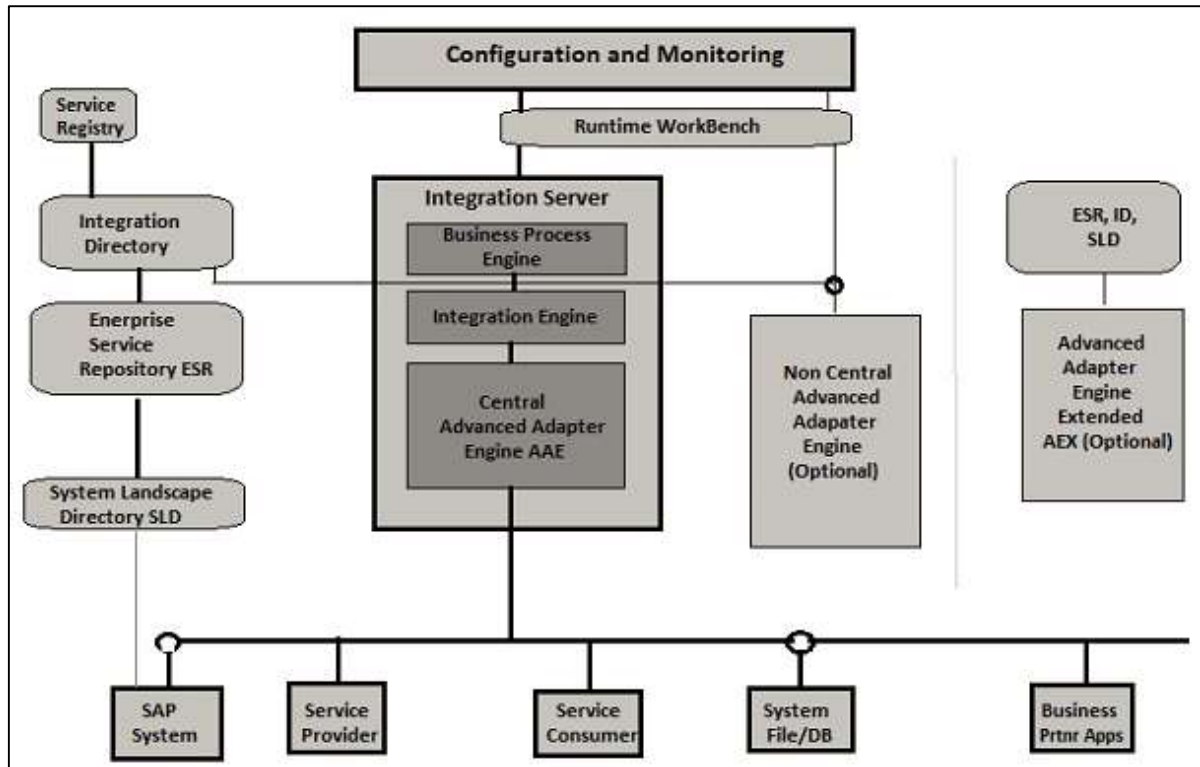 Configuration and Monitoring
Service
Registry
Runtime WorkBench
Integration
Directory
Integration Server
Business Process
Engine
Integration Engine
Central
Advanced Adapter
Engine AAE
Enerprise
Service
Repository ESR
System Landscape
Directory SLD
Non Central
Advanced
Adapater
Engine
(Optional)
ESR, ID,
SLD
Advanced
Adapter
Engine
Extended
AEX (Optional)
SAP
System
Service
Provider
Service
Consumer
System
File/DB
Business
Prtnr Apps